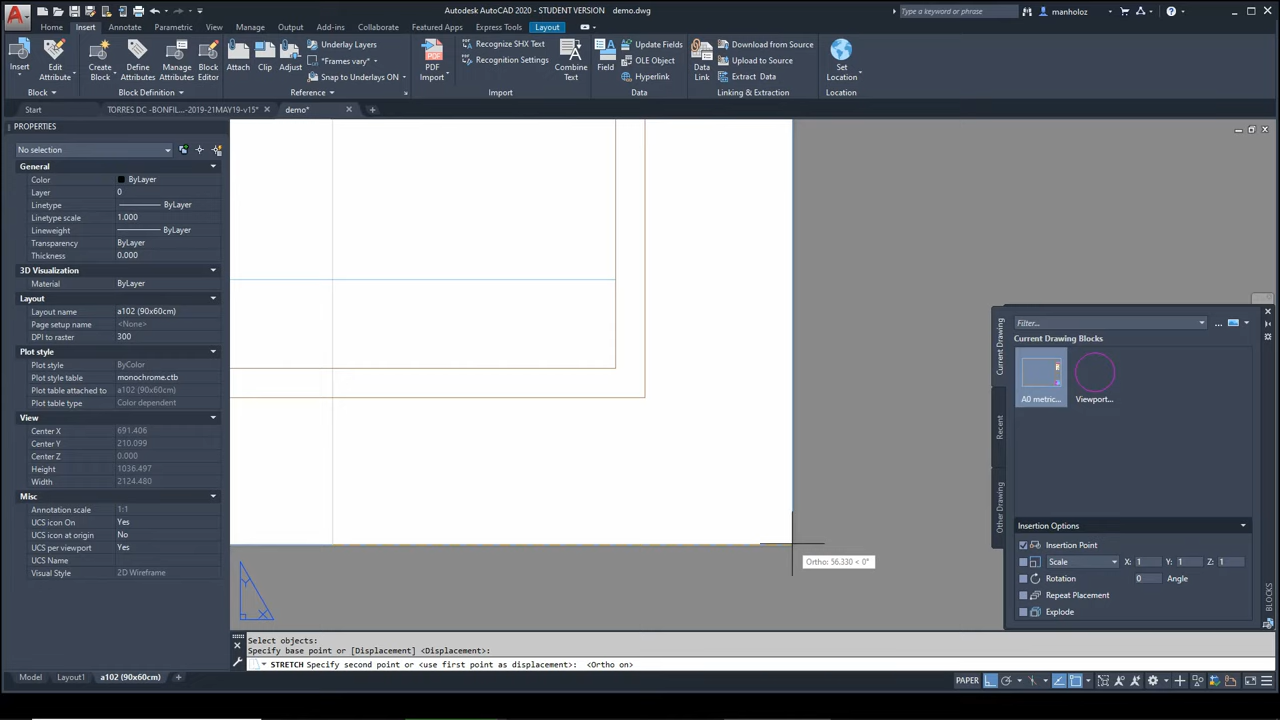 Autodesk AutoCAD 2020 - STUDENT VERSION demo.dwg
Type a keyword or phrase
manholoz
Home Insert Annotate Parametric View Manage Output Add-ins Collaborate Featured Apps Express Tools Layout
Insert
Edit Attribute
Create Block
Define Attributes
Manage Attributes
Block Editor
Attach
Clip
Adjust
Underlay Layers
*Frames vary*
Snap to Underlays ON
PDF Import
Recognize SHX Text
Recognition Settings
Combine Text
Field
Update Fields
OLE Object
Hyperlink
Data Link
Download from Source
Upload to Source
Extract Data
Set Location
Block
Block Definition
Reference
Import
Data
Linking & Extraction
Location
Start
TORRES DC -BONFIL...-2019-21MAY19-v15*
demo*
PROPERTIES
No selection
General
Color ByLayer
Layer 0
Linetype ByLayer
Linetype scale 1.000
Lineweight ByLayer
Transparency ByLayer
Thickness 0.000
3D Visualization
Material ByLayer
Layout
Layout name a102 (90x60cm)
Page setup name <None>
DPI to raster 300
Plot style
Plot style ByColor
Plot style table monochrome.ctb
Plot table attached to a102 (90x60cm)
Plot table type Color dependent
View
Center X 691.406
Center Y 210.099
Center Z 0.000
Height 1036.497
Width 2124.480
Misc
Annotation scale 1:1
UCS icon On Yes
UCS icon at origin No
UCS per viewport Yes
UCS Name
Visual Style 2D Wireframe
Y
X
Ortho: 56.330 < 0°
Filter...
...
Current Drawing Blocks
A0 metric...
Viewport...
Current Drawing
Recent
Other Drawing
Insertion Options
Insertion Point
Scale X: 1 Y: 1 Z: 1
Rotation 0 Angle
Repeat Placement
Explode
BLOCKS
Select objects:
Specify base point or [Displacement] <Displacement>:
STRETCH Specify second point or <use first point as displacement>: <Ortho on>
Model Layout1 a102 (90x60cm) +
PAPER